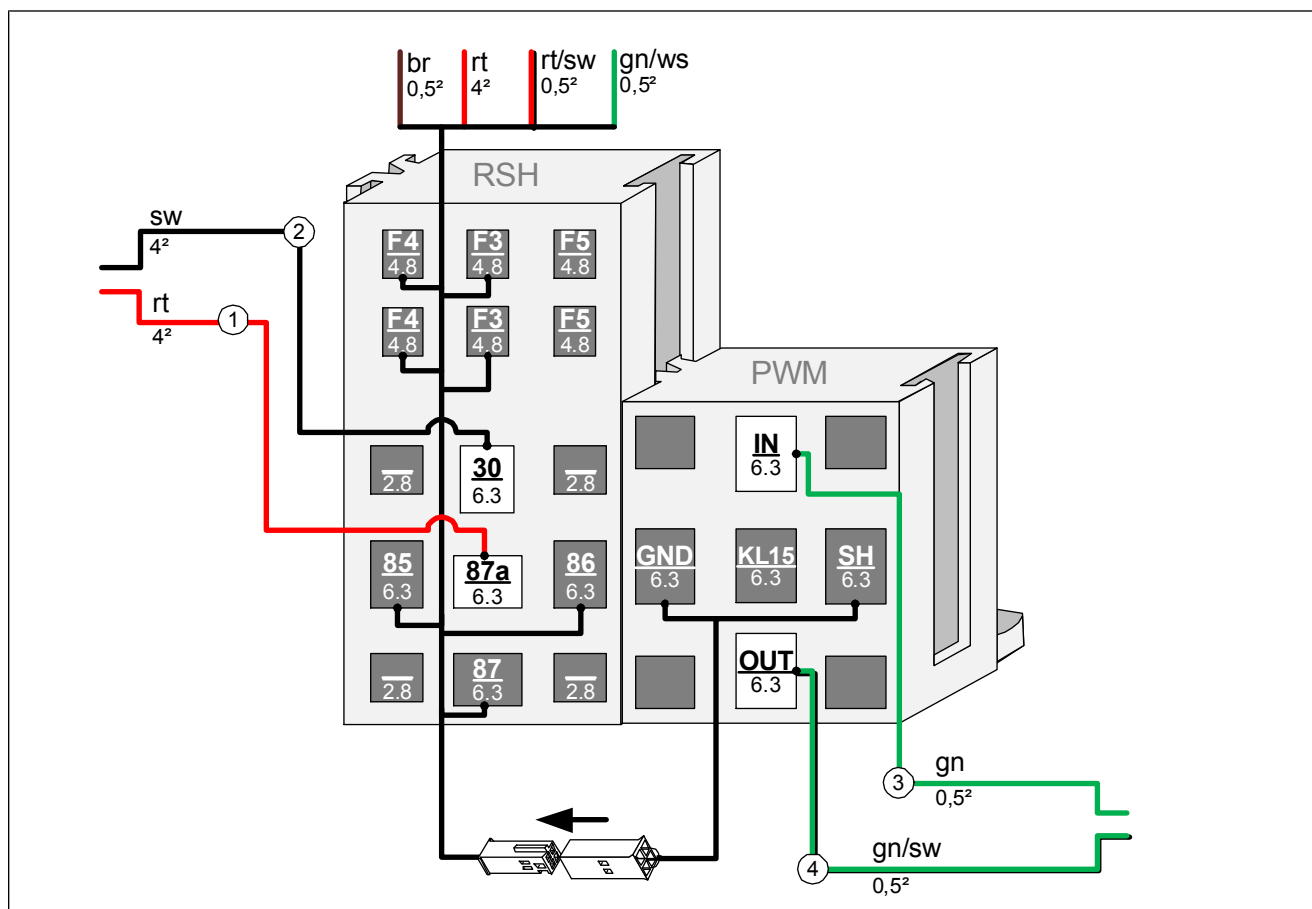 br rt rt/sw gn/ws
0,5² 4² 0,5² 0,5²
RSH
sw
4²
2
F4 F3 F5
4.8 4.8 4.8
rt
4²
1
F4 F3 F5
4.8 4.8 4.8
PWM
30
2.8 6.3 2.8
IN
6.3
85 87a 86
6.3 6.3 6.3
GND KL15 SH
6.3 6.3 6.3
87
2.8 6.3 2.8
OUT
6.3
3
gn
0,5²
4
gn/sw
0,5²